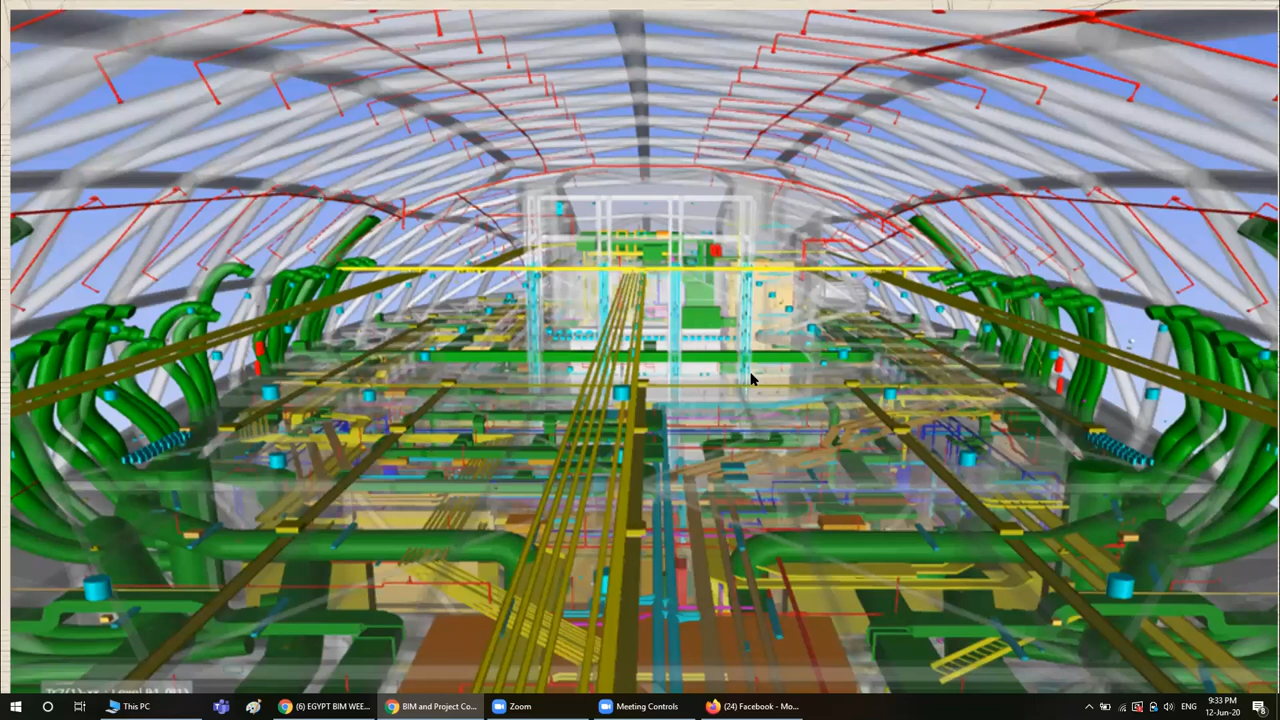 This PC
(6) EGYPT BIM WEE...
BIM and Project Co...
Zoom
Meeting Controls
(24) Facebook - Mo...
ENG
9:33 PM
12-Jun-20